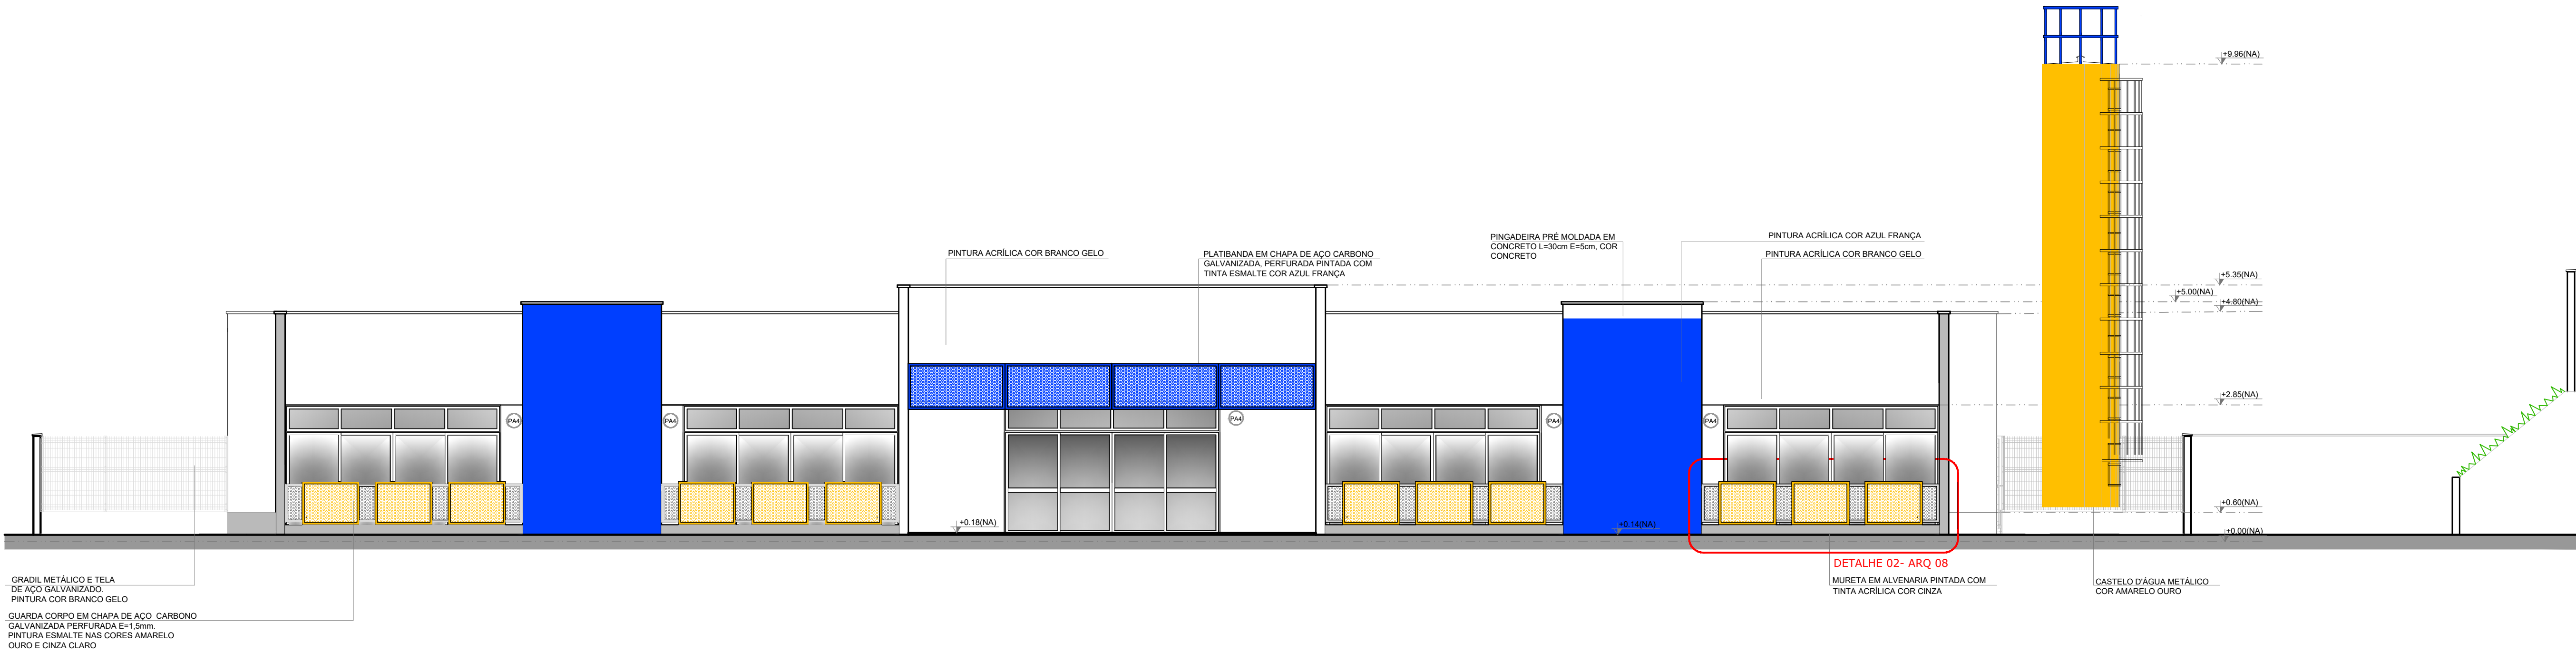 +9.96(NA)
PINTURA ACRÍLICA COR BRANCO GELO
PLATIBANDA EM CHAPA DE AÇO CARBONO
GALVANIZADA, PERFURADA PINTADA COM
TINTA ESMALTE COR AZUL FRANÇA
PINGADEIRA PRÉ MOLDADA EM
CONCRETO L=30cm E=5cm, COR
CONCRETO
PINTURA ACRÍLICA COR AZUL FRANÇA
PINTURA ACRÍLICA COR BRANCO GELO
+5.35(NA)
+5.00(NA)
+4.80(NA)
+2.85(NA)
PA4
PA4
PA4
PA4
PA4
+0.60(NA)
+0.18(NA)
+0.14(NA)
+0.00(NA)
DETALHE 02- ARQ 08
GRADIL METÁLICO E TELA
DE AÇO GALVANIZADO.
PINTURA COR BRANCO GELO
GUARDA CORPO EM CHAPA DE AÇO CARBONO
GALVANIZADA PERFURADA E=1,5mm.
PINTURA ESMALTE NAS CORES AMARELO
OURO E CINZA CLARO
MURETA EM ALVENARIA PINTADA COM
TINTA ACRÍLICA COR CINZA
CASTELO D'ÁGUA METÁLICO
COR AMARELO OURO